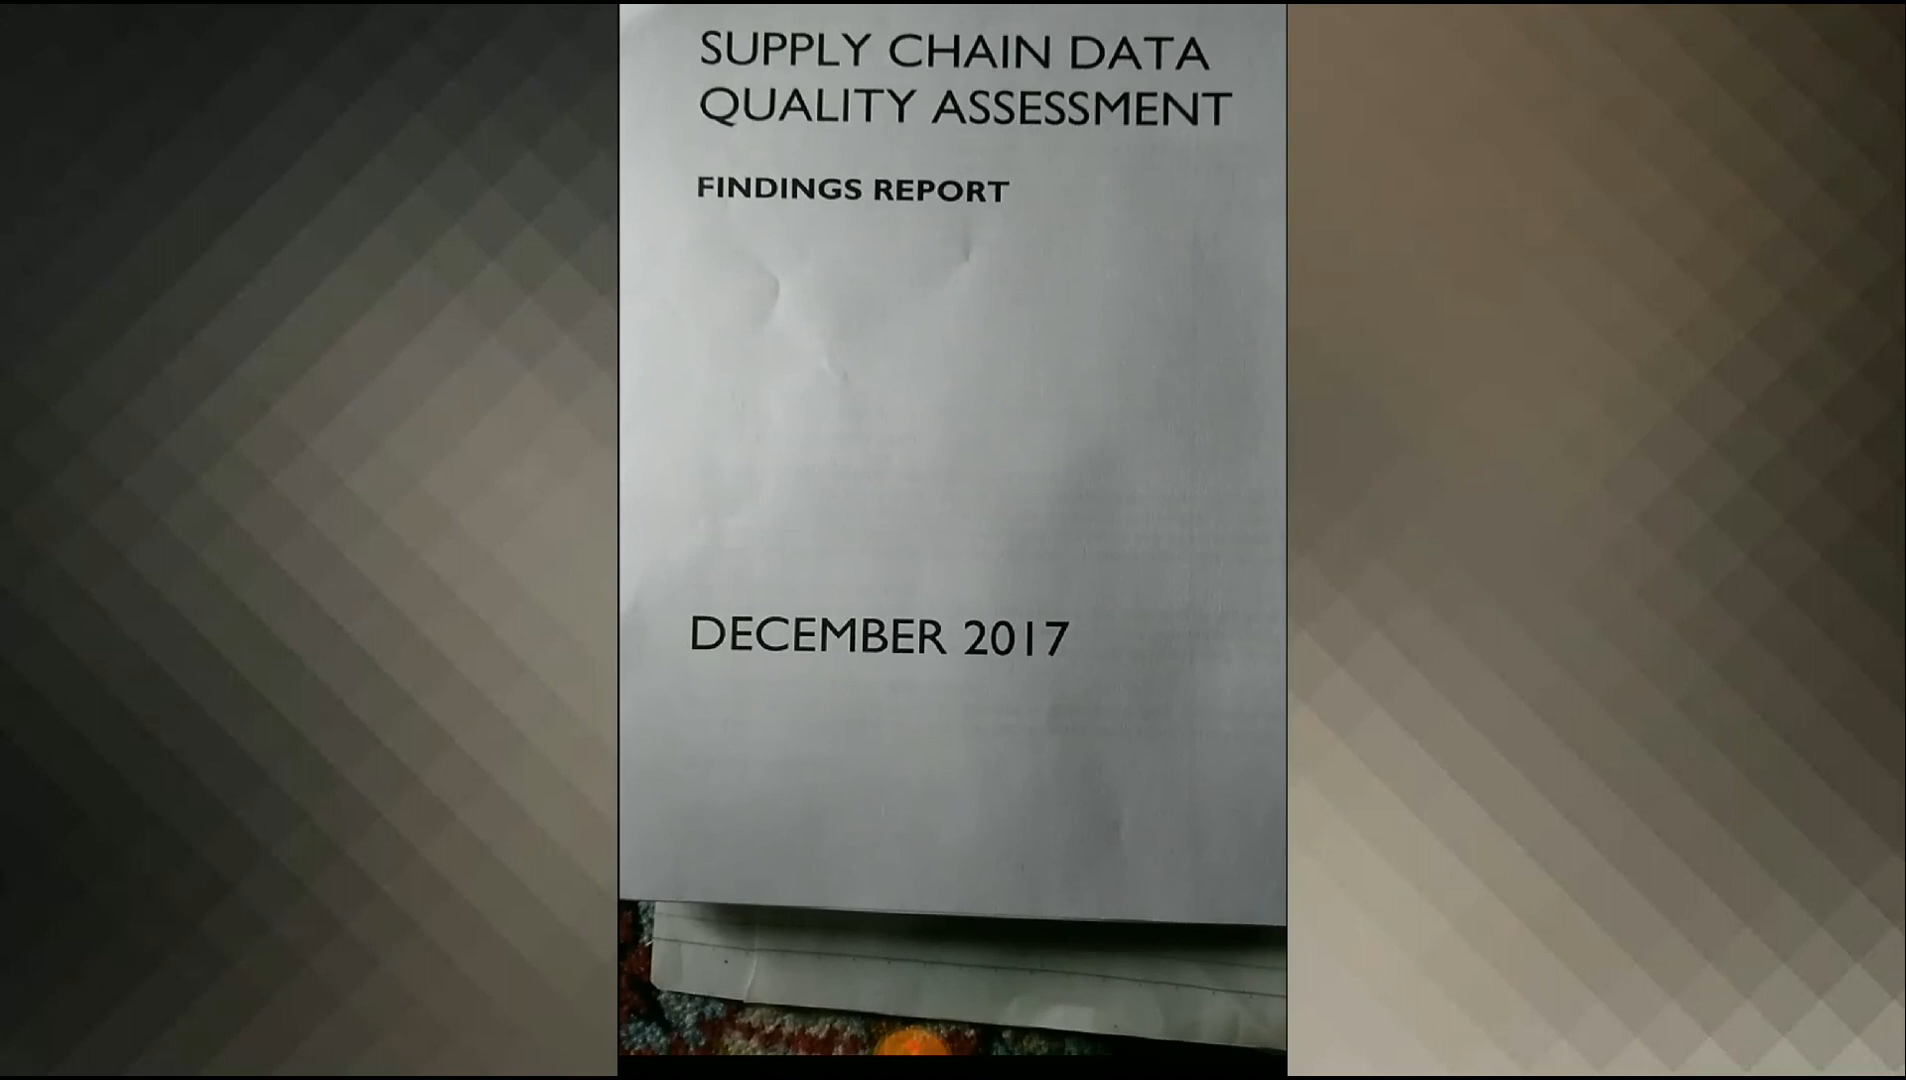 SUPPLY CHAIN DATA
QUALITY ASSESSMENT
FINDINGS REPORT
DECEMBER 2017